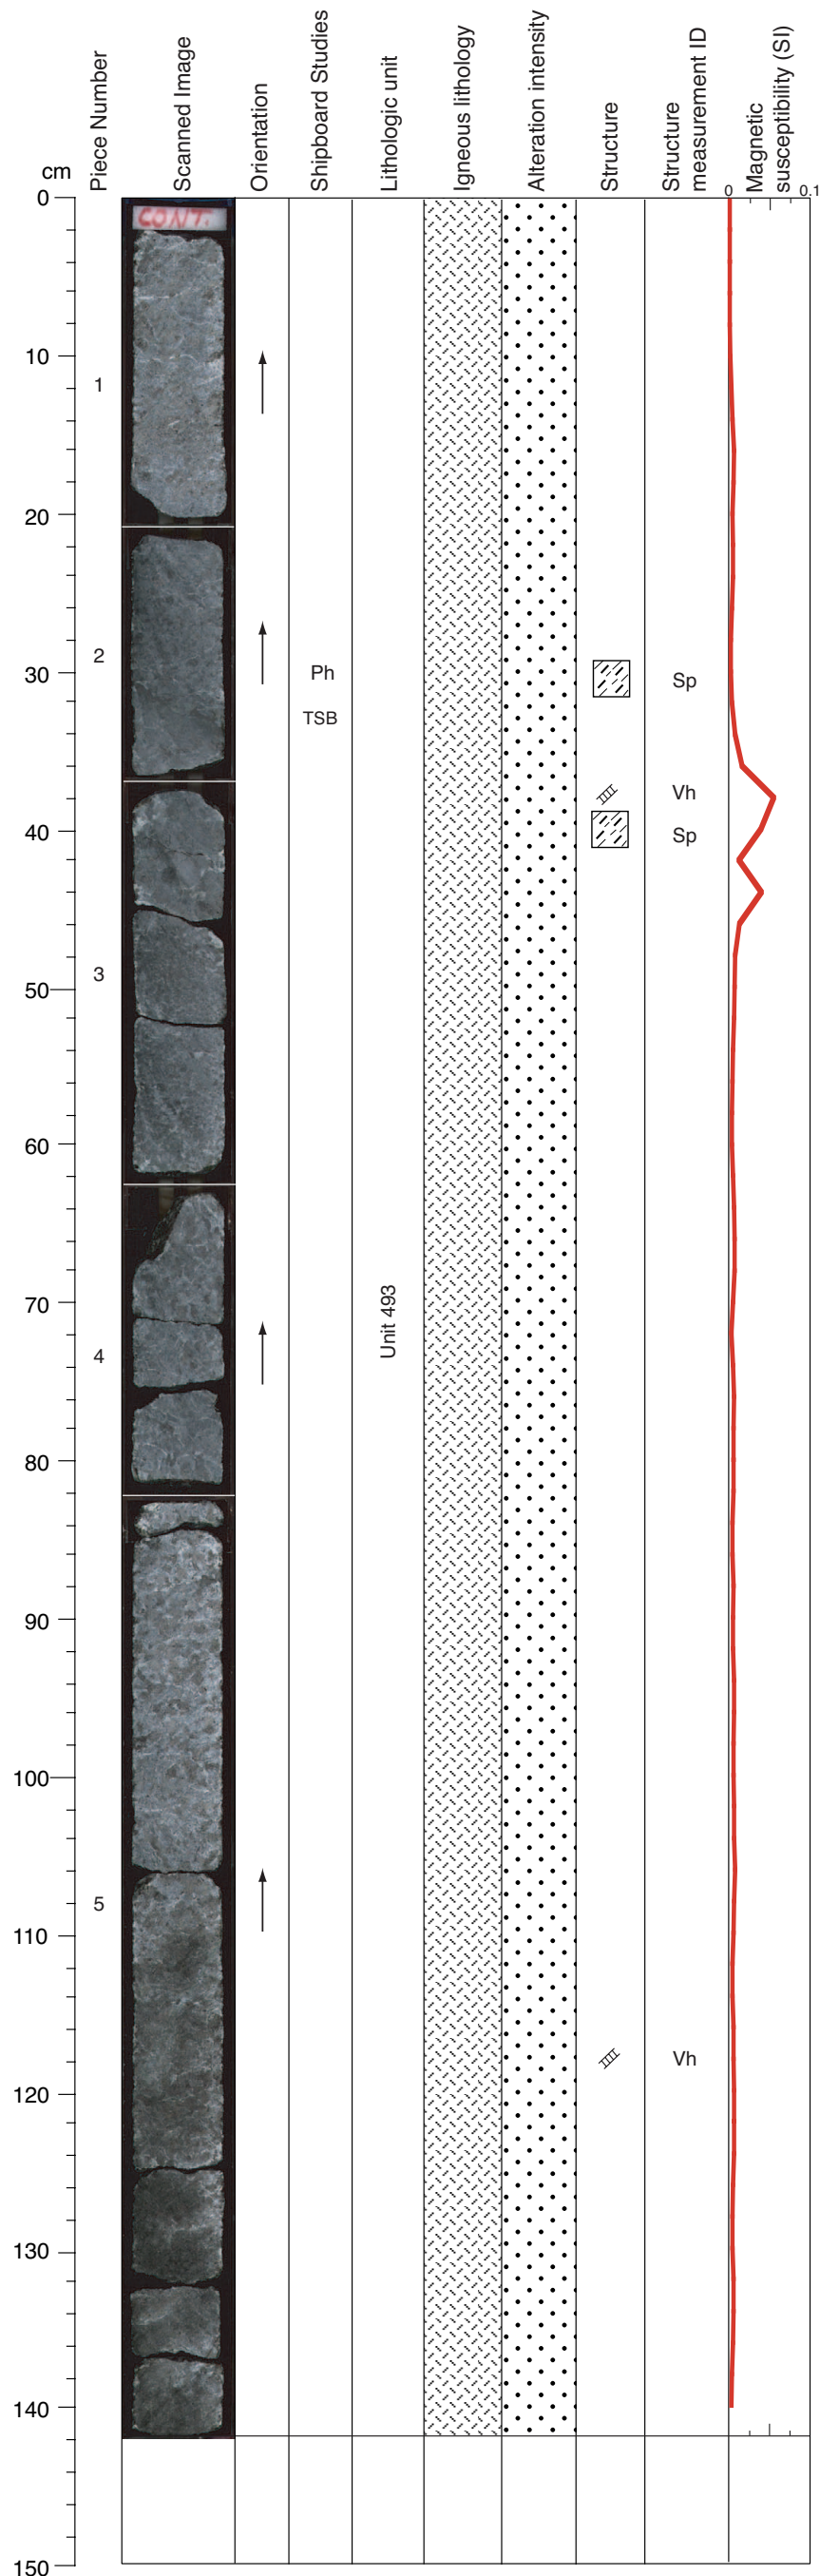 cm
Piece Number
Scanned Image
Orientation
Shipboard Studies
Lithologic unit
Igneous lithology
Alteration intensity
Structure
Structure
measurement ID
Magnetic
susceptibility (SI)
0
0.1
0
CONT.
10
1
20
2
30
Ph
Sp
TSB
Vh
40
Sp
3
50
60
Unit 493
70
4
80
90
100
5
110
Vh
120
130
140
150